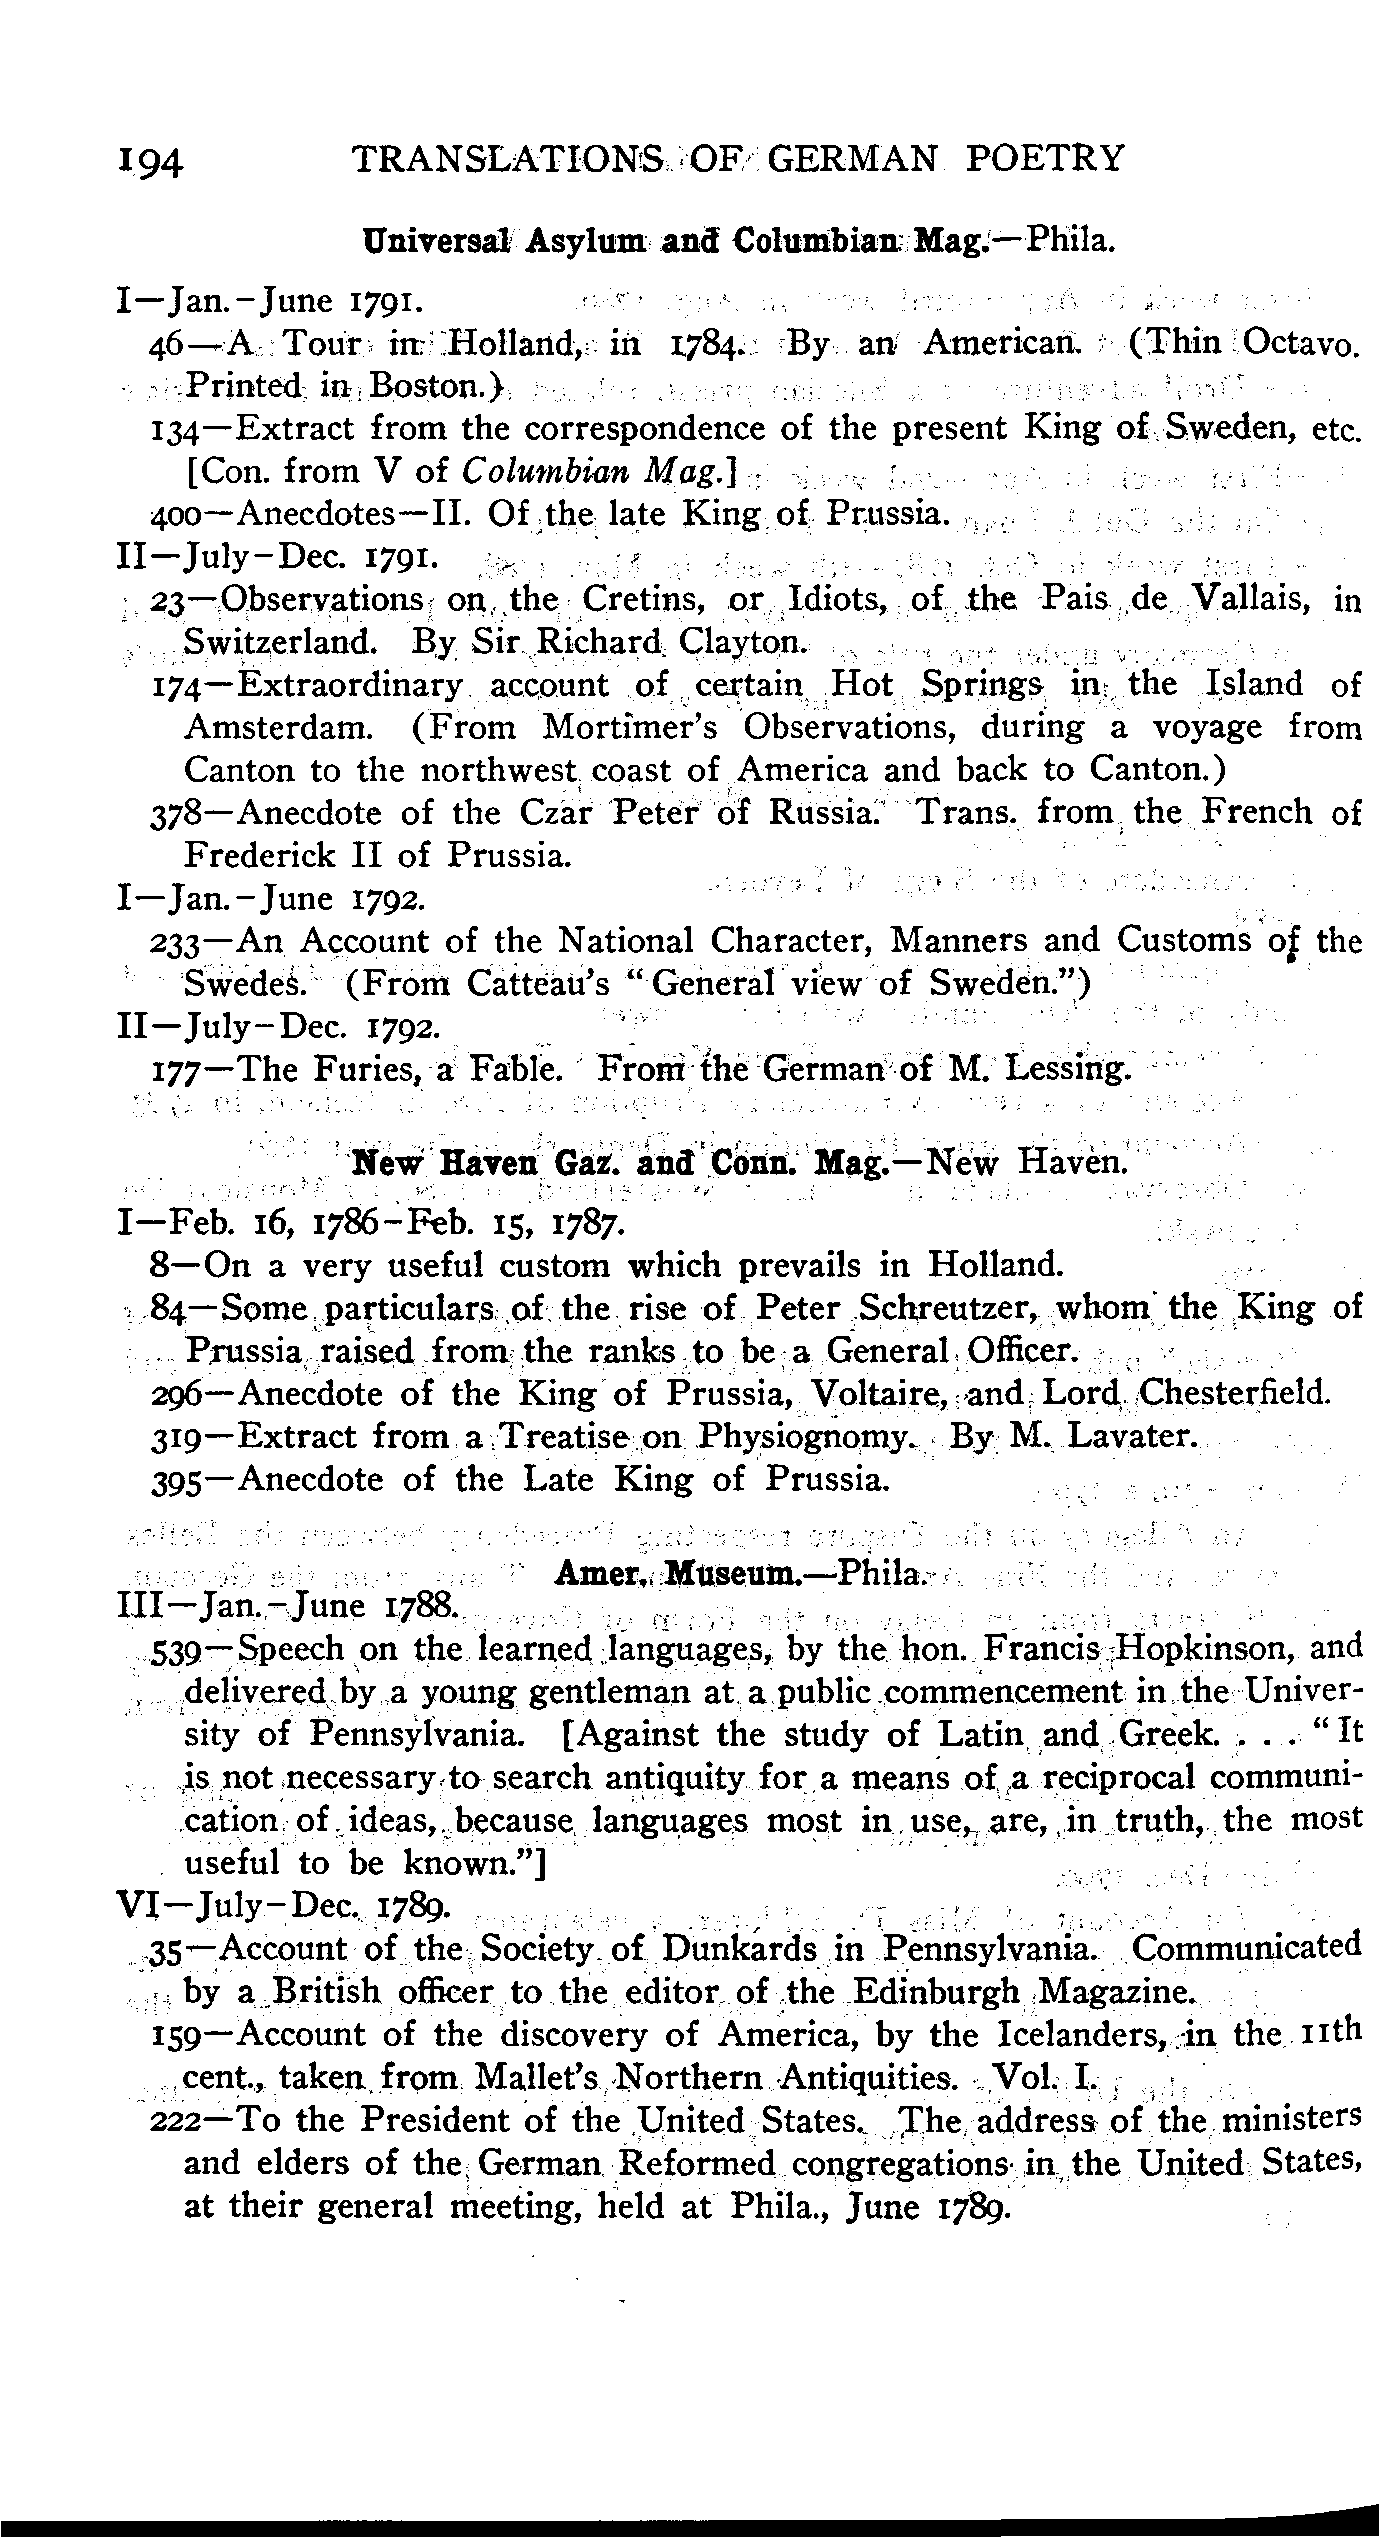 194 TRANSLATIONS OF GERMAN POETRY
Universal Asylum and Columbian Mag.—Phila.
I—Jan.-June 1791.
46—A Tour in Holland, in 1784. By an American. (Thin Octavo.
Printed in Boston.)
134—Extract from the correspondence of the present King of Sweden, etc.
[Con. from V of Columbian Mag.]
400—Anecdotes—II. Of the late King of Prussia.
II—July-Dec. 1791.
23—Observations on the Cretins, or Idiots, of the Pais de Vallais, in
Switzerland. By Sir Richard Clayton.
174—Extraordinary account of certain Hot Springs in the Island of
Amsterdam. (From Mortimer's Observations, during a voyage from
Canton to the northwest coast of America and back to Canton.)
378—Anecdote of the Czar Peter of Russia. Trans. from the French of
Frederick II of Prussia.
I—Jan.-June 1792.
233—An Account of the National Character, Manners and Customs of the
Swedes. (From Catteau's "General view of Sweden.")
II—July-Dec. 1792.
177—The Furies, a Fable. From the German of M. Lessing.
New Haven Gaz. and Conn. Mag.—New Haven.
I—Feb. 16, 1786-Feb. 15, 1787.
8—On a very useful custom which prevails in Holland.
84—Some particulars of the rise of Peter Schreutzer, whom the King of
Prussia raised from the ranks to be a General Officer.
296—Anecdote of the King of Prussia, Voltaire, and Lord Chesterfield.
319—Extract from a Treatise on Physiognomy. By M. Lavater.
395—Anecdote of the Late King of Prussia.
Amer. Museum.—Phila.
III—Jan.-June 1788.
539—Speech on the learned languages, by the hon. Francis Hopkinson, and
delivered by a young gentleman at a public commencement in the Univer-
sity of Pennsylvania. [Against the study of Latin and Greek. . . . "It
is not necessary to search antiquity for a means of a reciprocal communi-
cation of ideas, because languages most in use, are, in truth, the most
useful to be known."]
VI—July-Dec. 1789.
35—Account of the Society of Dunkards in Pennsylvania. Communicated
by a British officer to the editor of the Edinburgh Magazine.
159—Account of the discovery of America, by the Icelanders, in the 11th
cent., taken from Mallet's Northern Antiquities. Vol. I.
222—To the President of the United States. The address of the ministers
and elders of the German Reformed congregations in the United States,
at their general meeting, held at Phila., June 1789.